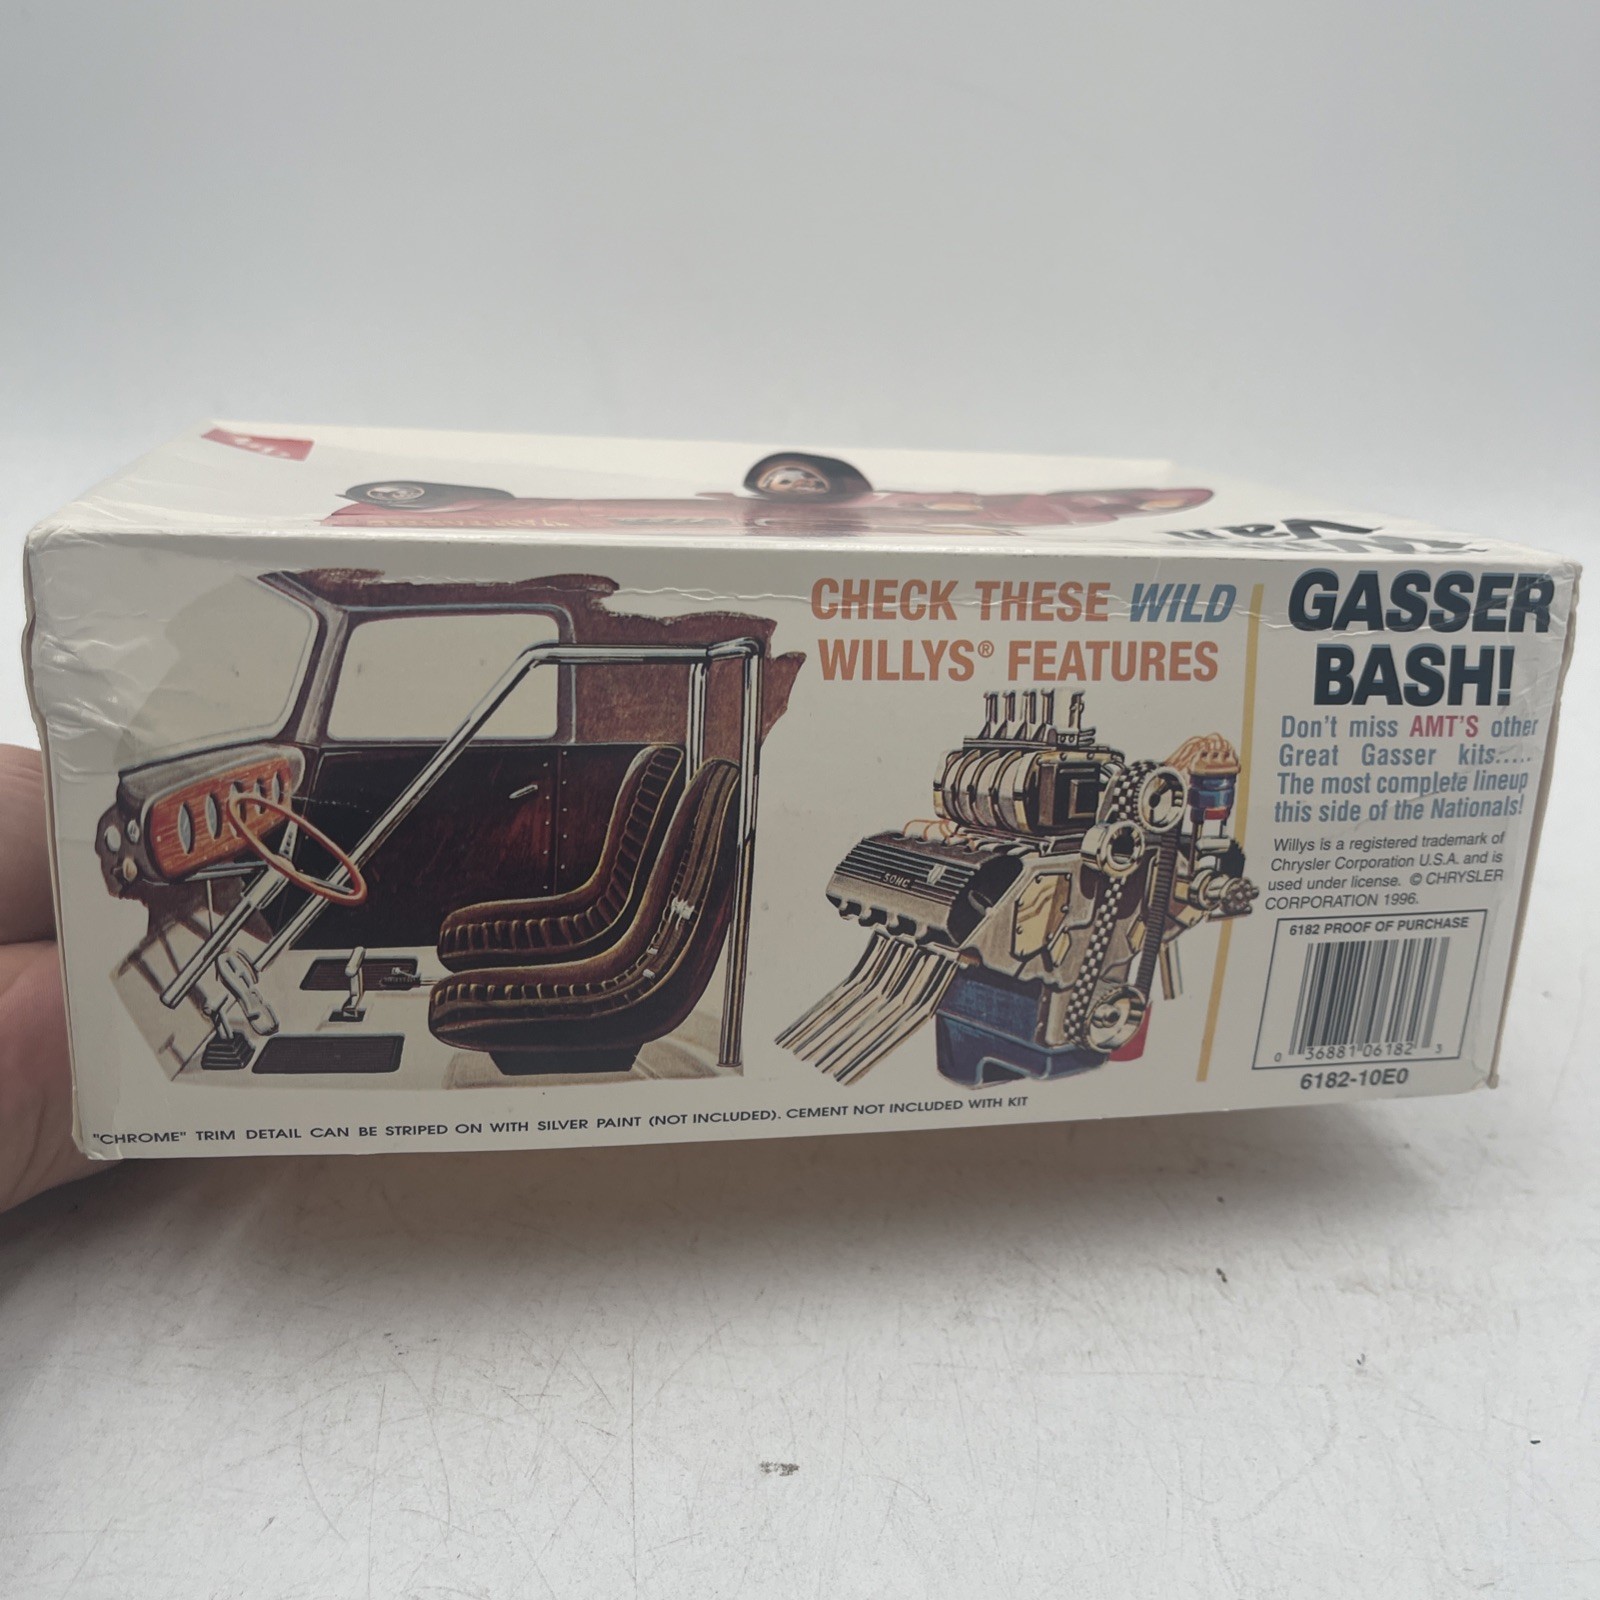 AMT
Van
CHECK THESE WILD
WILLYS® FEATURES
SOHC
GASSER
BASH!
Don't miss AMT'S other
Great Gasser kits.....
The most complete lineup
this side of the Nationals!
Willys is a registered trademark of
Chrysler Corporation U.S.A. and is
used under license. © CHRYSLER
CORPORATION 1996.
6182 PROOF OF PURCHASE
0 36881 06182 3
6182-10E0
"CHROME" TRIM DETAIL CAN BE STRIPED ON WITH SILVER PAINT (NOT INCLUDED). CEMENT NOT INCLUDED WITH KIT